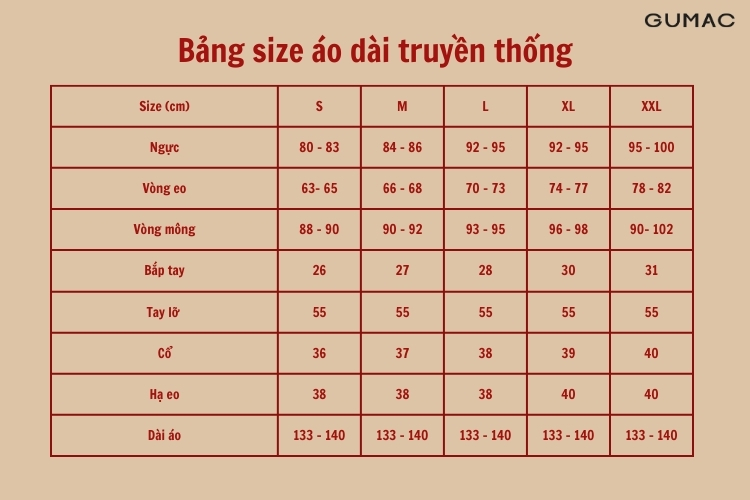 GUMAC
Bảng size áo dài truyền thống
Size (cm) S M L XL XXL
Ngực 80 - 83 84 - 86 92 - 95 92 - 95 95 - 100
Vòng eo 63- 65 66 - 68 70 - 73 74 - 77 78 - 82
Vòng mông 88 - 90 90 - 92 93 - 95 96 - 98 90- 102
Bắp tay 26 27 28 30 31
Tay lỡ 55 55 55 55 55
Cổ 36 37 38 39 40
Hạ eo 38 38 38 40 40
Dài áo 133 - 140 133 - 140 133 - 140 133 - 140 133 - 140